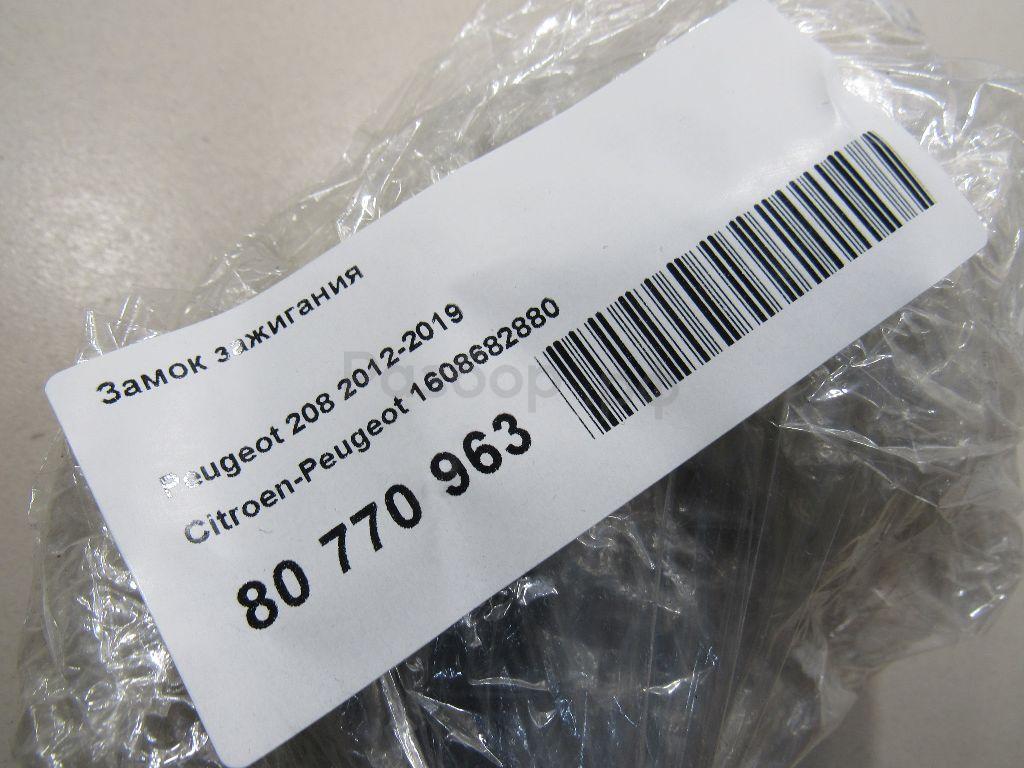 Замок зажигания
Peugeot 208 2012-2019
Citroen-Peugeot 1608682880
80 770 963